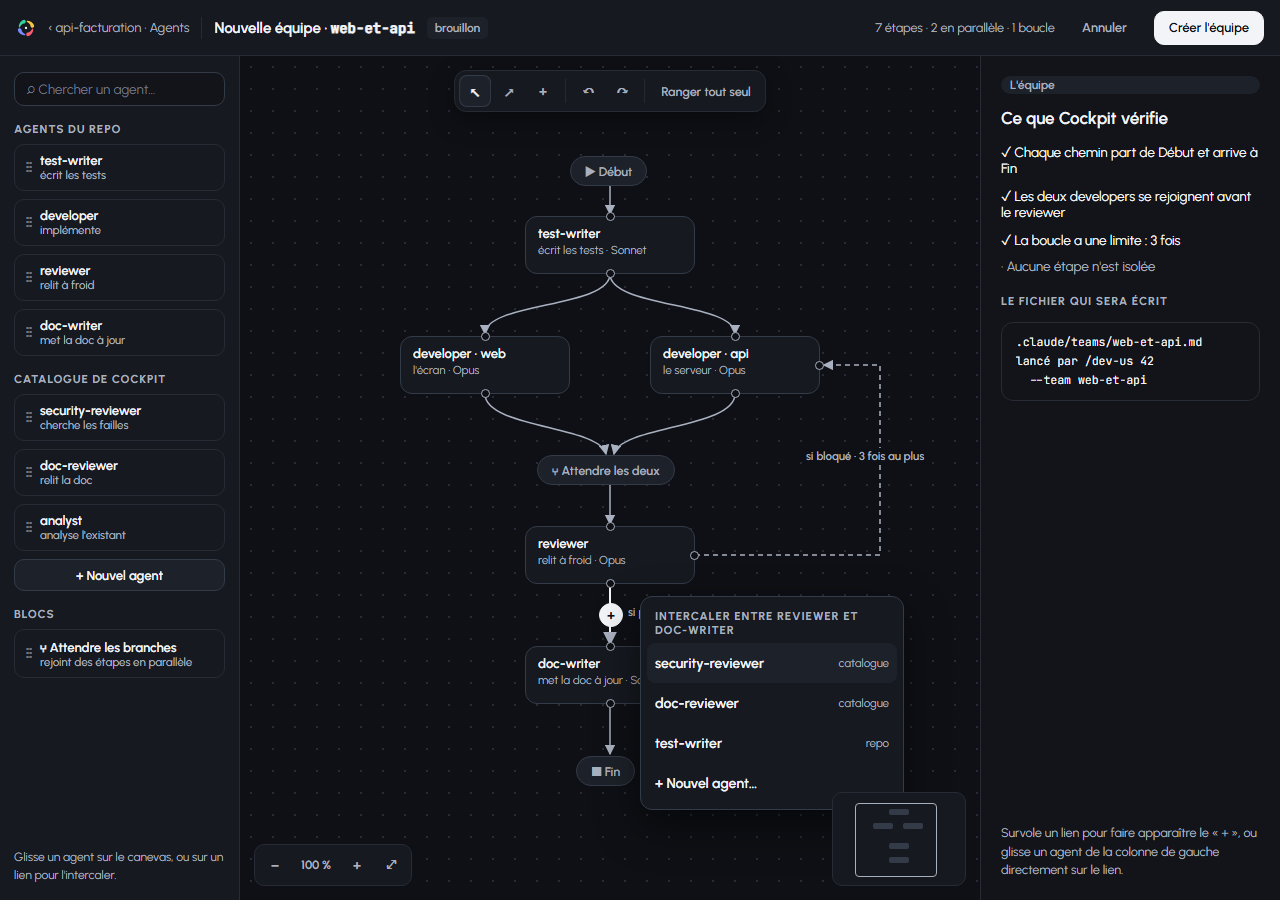 ‹ api-facturation · Agents
Nouvelle équipe · web-et-api
brouillon
7 étapes · 2 en parallèle · 1 boucle
Annuler
Créer l'équipe
Chercher un agent…
AGENTS DU REPO
test-writer
écrit les tests
developer
implémente
reviewer
relit à froid
doc-writer
met la doc à jour
CATALOGUE DE COCKPIT
security-reviewer
cherche les failles
doc-reviewer
relit la doc
analyst
analyse l'existant
+ Nouvel agent
BLOCS
Attendre les branches
rejoint des étapes en parallèle
Glisse un agent sur le canevas, ou sur un
lien pour l'intercaler.
Ranger tout seul
▶ Début
test-writer
écrit les tests · Sonnet
developer · web
l'écran · Opus
developer · api
le serveur · Opus
Attendre les deux
si bloqué · 3 fois au plus
reviewer
relit à froid · Opus
+
si
doc-writer
met la doc à jour ·
■ Fin
INTERCALER ENTRE REVIEWER ET
DOC-WRITER
security-reviewer catalogue
doc-reviewer catalogue
test-writer repo
+ Nouvel agent…
− 100 % +
L'équipe
Ce que Cockpit vérifie
✓ Chaque chemin part de Début et arrive à
Fin
✓ Les deux developers se rejoignent avant
le reviewer
✓ La boucle a une limite : 3 fois
· Aucune étape n'est isolée
LE FICHIER QUI SERA ÉCRIT
.claude/teams/web-et-api.md
lancé par /dev-us 42
--team web-et-api
Survole un lien pour faire apparaître le « + », ou
glisse un agent de la colonne de gauche
directement sur le lien.